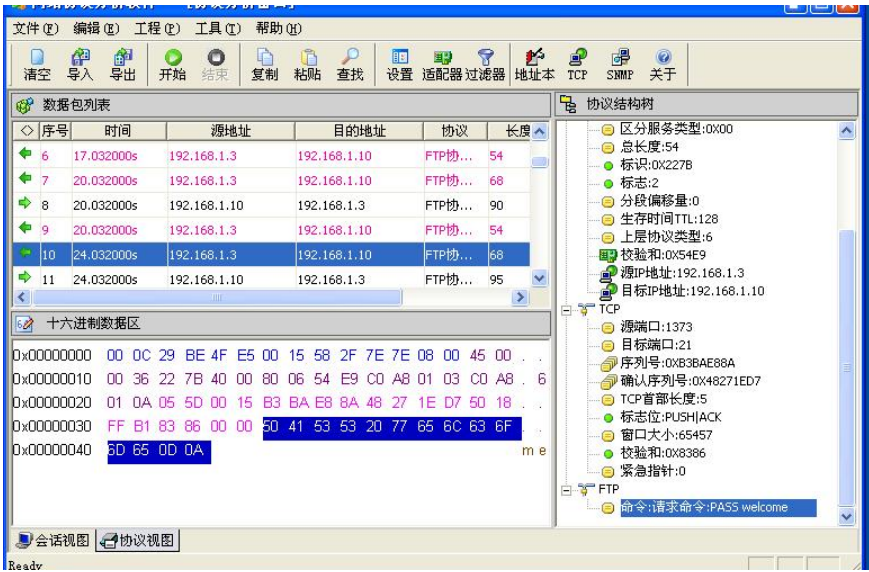 文件(F) 编辑(E) 工程(P) 工具(T) 帮助(H)
清空 导入 导出 开始 结束 复制 粘贴 查找 设置 适配器 过滤器 地址本 TCP SNMP 关于
数据包列表
序号 时间 源地址 目的地址 协议 长度
6 17.032000s 192.168.1.3 192.168.1.10 FTP协... 54
7 20.032000s 192.168.1.3 192.168.1.10 FTP协... 68
8 20.032000s 192.168.1.10 192.168.1.3 FTP协... 90
9 20.032000s 192.168.1.3 192.168.1.10 FTP协... 54
10 24.032000s 192.168.1.3 192.168.1.10 FTP协... 68
11 24.032000s 192.168.1.10 192.168.1.3 FTP协... 95
十六进制数据区
0x00000000 00 0C 29 BE 4F E5 00 15 58 2F 7E 7E 08 00 45 00 . .
0x00000010 00 36 22 7B 40 00 80 06 54 E9 C0 A8 01 03 C0 A8 . 6
0x00000020 01 0A 05 5D 00 15 B3 BA E8 8A 48 27 1E D7 50 18 . .
0x00000030 FF B1 83 86 00 00 50 41 53 53 20 77 65 6C 63 6F . .
0x00000040 6D 65 0D 0A m e
会话视图 协议视图
Ready
协议结构树
区分服务类型:0X00
总长度:54
标识:0X227B
标志:2
分段偏移量:0
生存时间TTL:128
上层协议类型:6
校验和:0X54E9
源IP地址:192.168.1.3
目标IP地址:192.168.1.10
TCP
源端口:1373
目标端口:21
序列号:0XB3BAE88A
确认序列号:0X48271ED7
TCP首部长度:5
标志位:PUSH|ACK
窗口大小:65457
校验和:0X8386
紧急指针:0
FTP
命令:请求命令:PASS welcome